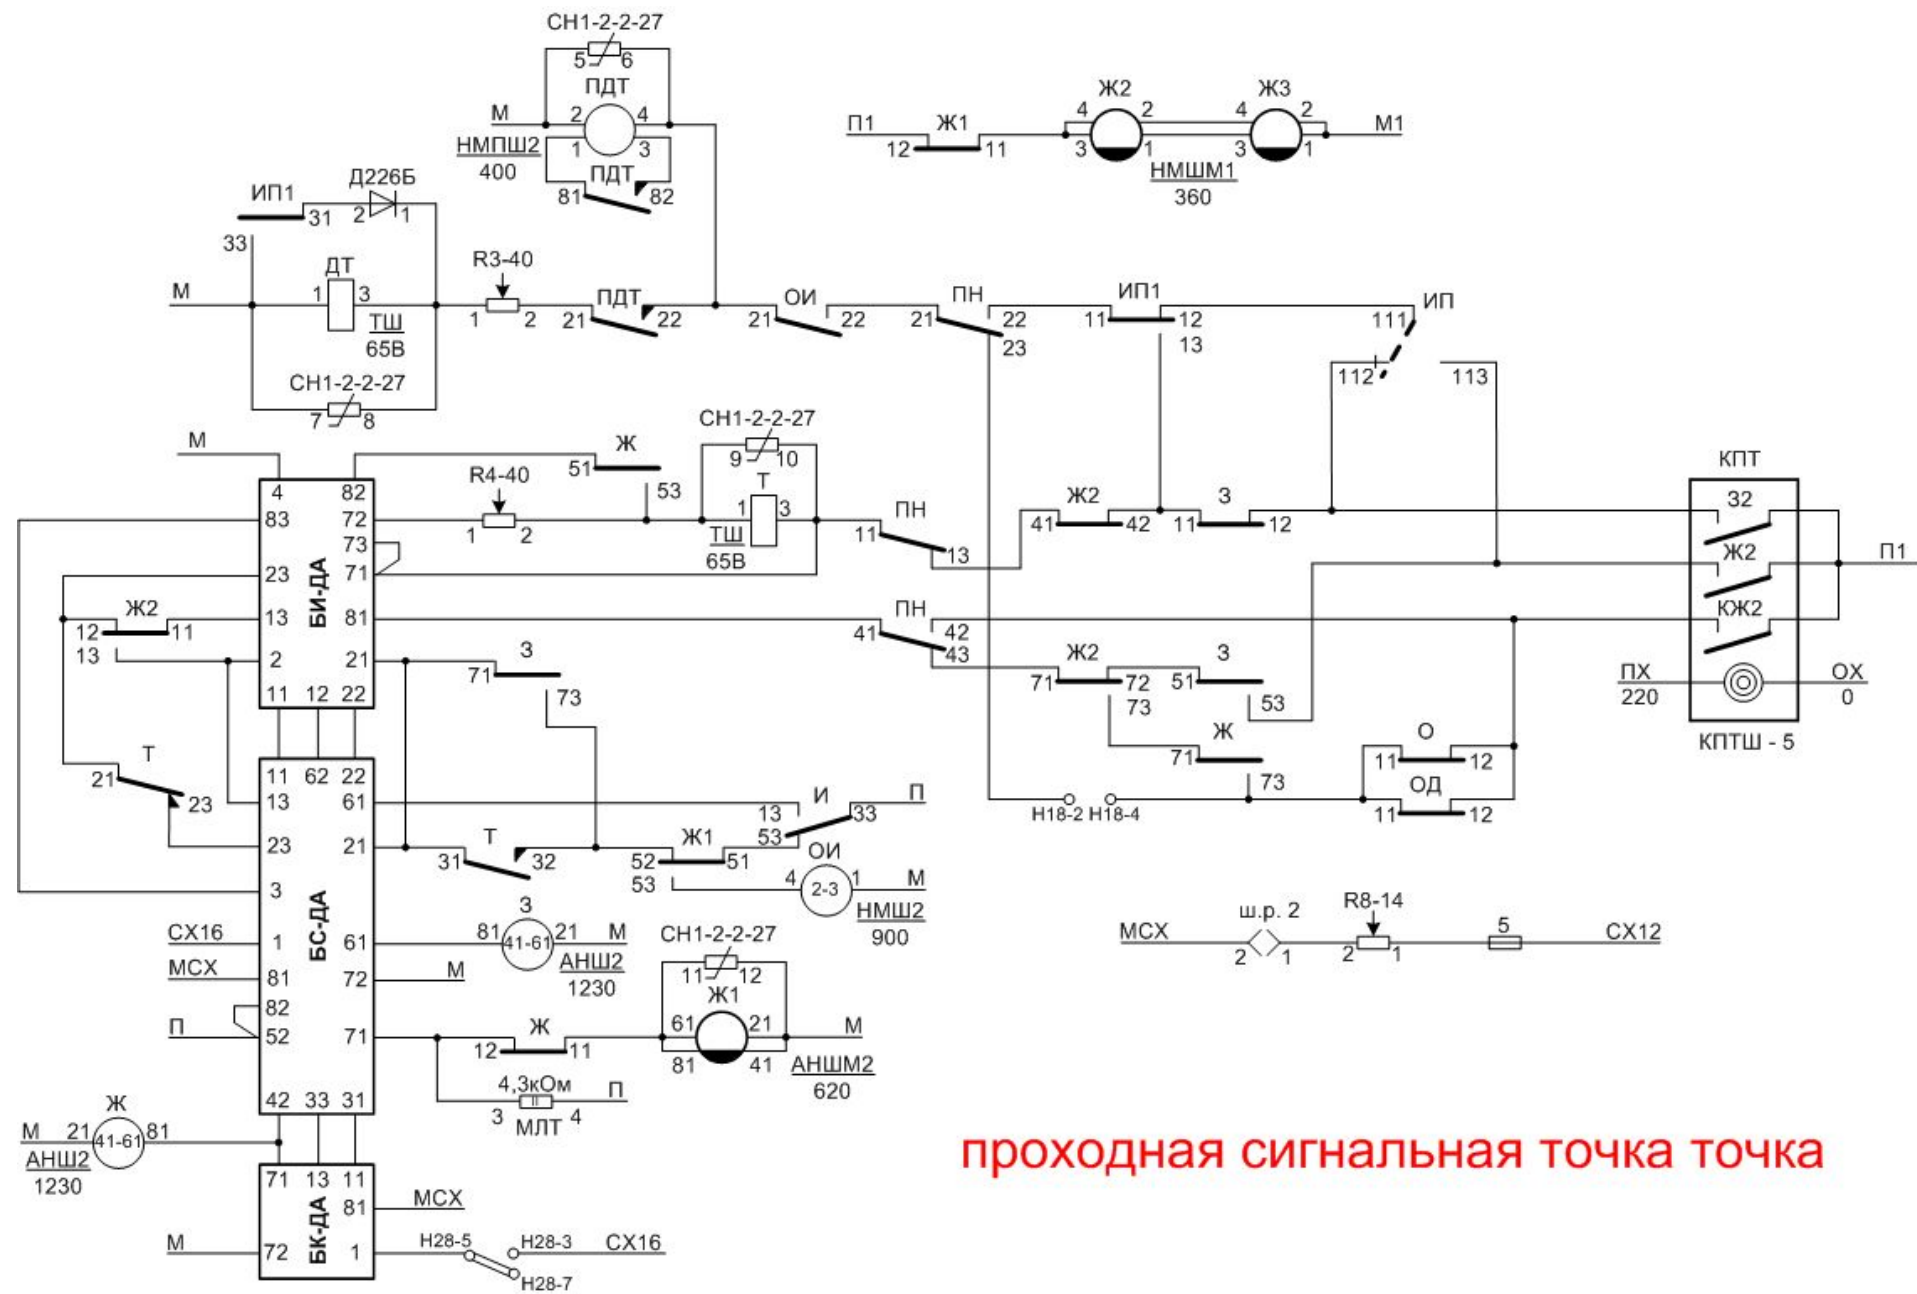 СН1-2-2-27
5 6
ПДТ
М 2 4
НМПШ2 1 3
400
ПДТ
81 82
П1 Ж1
12 11
Ж2 Ж3
4 2 4 2 М1
3 1 3 1
НМШМ1
360
ИП1 Д226Б
31 2 1
33
ДТ
М 1 3
ТШ
65В
R3-40
1 2
ПДТ
21 22
ОИ
21 22
ПН
21 22
23
ИП1
11 12
13
ИП
111
112 113
СН1-2-2-27
7 8
М
Ж
51
53
СН1-2-2-27
9 10
R4-40
1 2
Т
1 3
ТШ
65В
ПН
11 13
Ж2
41 42
З
11 12
КПТ
З2
Ж2
КЖ2
П1
ПХ ОХ
220 0
КПТШ - 5
4 82
83 72
73
23 71
13 81
2 21
11 12 22
БИ-ДА
Ж2
12 11
13
ПН
41 42
43
З
71
73
Ж2
71 72
73
З
51
53
Ж
71
73
О
11 12
ОД
11 12
Н18-2 Н18-4
Т
21 23
11 62 22
13 61
23 21
3
1 61
81 72
82
52 71
42 33 31
БС-ДА
И
13 П
53 33
Т
31 32
Ж1
52 51
53
ОИ
4 2-3 1 М
НМШ2
900
З
81 41-61 21 М
АНШ2
1230
СХ16
МСХ
П
М
СН1-2-2-27
11 12
Ж1
61 21 М
81 41
АНШМ2
620
Ж
12 11
4,3кОм П
3 4
МЛТ
МСХ
ш.р. 2
2 1
R8-14
2 1
5
СХ12
Ж
М 21 41-61 81
АНШ2
1230
71 13 11
81 МСХ
М 72 1
БК-ДА
Н28-5 Н28-3 СХ16
Н28-7
проходная сигнальная точка точка